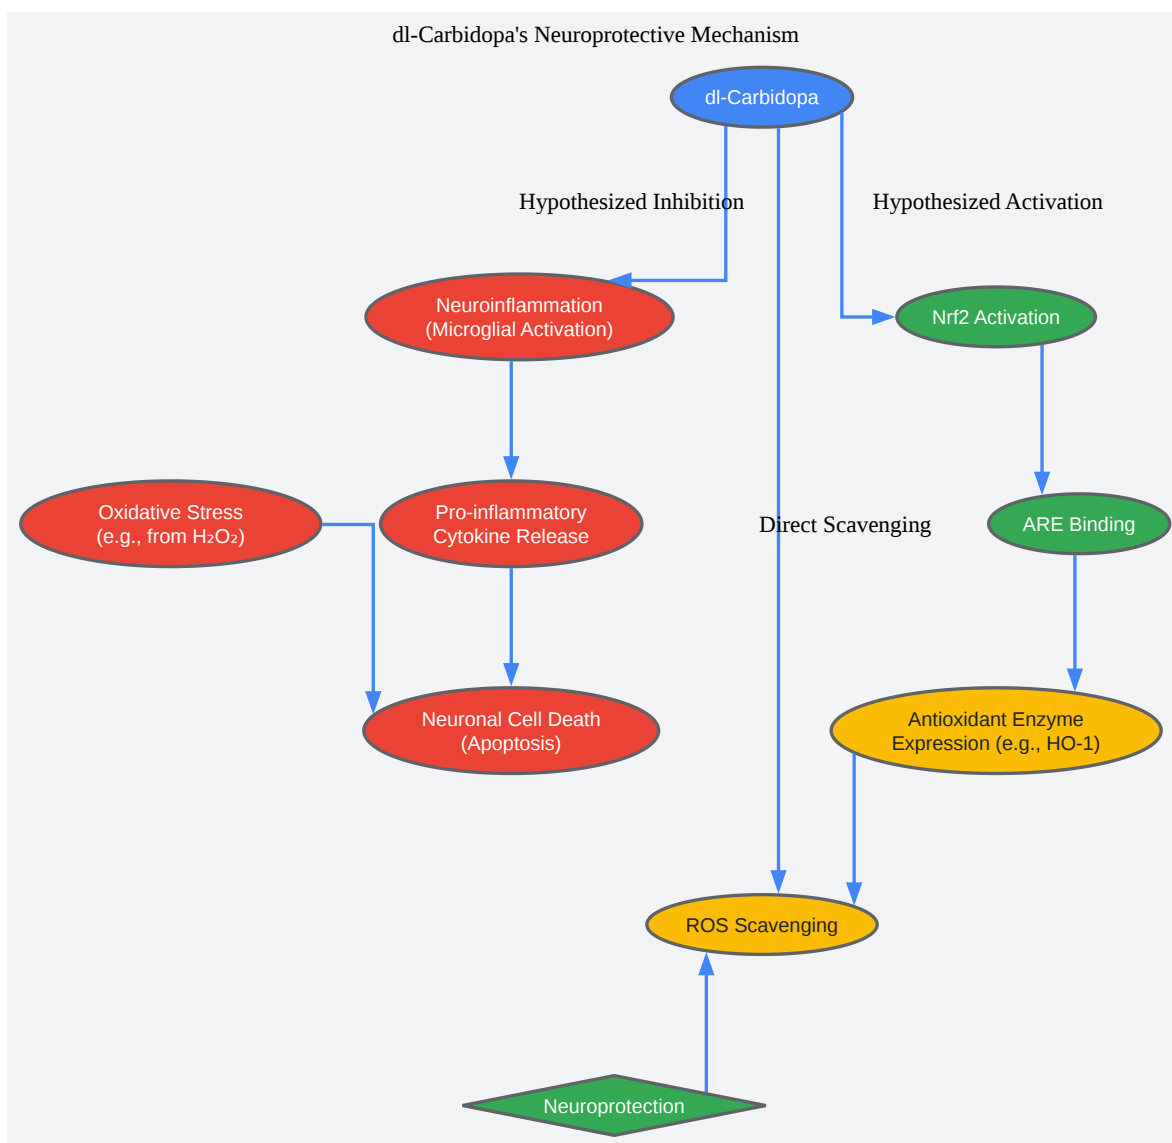 dl-Carbidopa's Neuroprotective Mechanism
dl-Carbidopa
Hypothesized Inhibition
Hypothesized Activation
Neuroinflammation
(Microglial Activation)
Nrf2 Activation
Oxidative Stress
(e.g., from H₂O₂)
Pro-inflammatory
Cytokine Release
Direct Scavenging
ARE Binding
Neuronal Cell Death
(Apoptosis)
Antioxidant Enzyme
Expression (e.g., HO-1)
ROS Scavenging
Neuroprotection